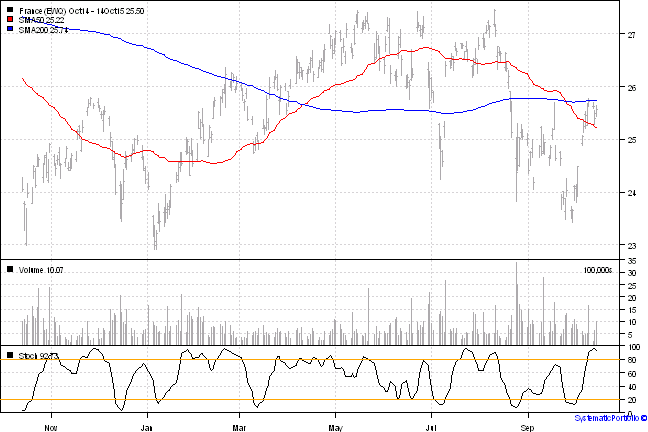 France (EWQ) Oct14 - 14Oct15 25.50
SMA50 25.22
SMA200 25.74
27
26
25
24
23
Volume 10.07
100,000s
35
30
25
20
15
10
5
Stoch 92.73
100
80
60
40
20
0
Nov Jan Mar May Jul Sep
SystematicPortfolio ©